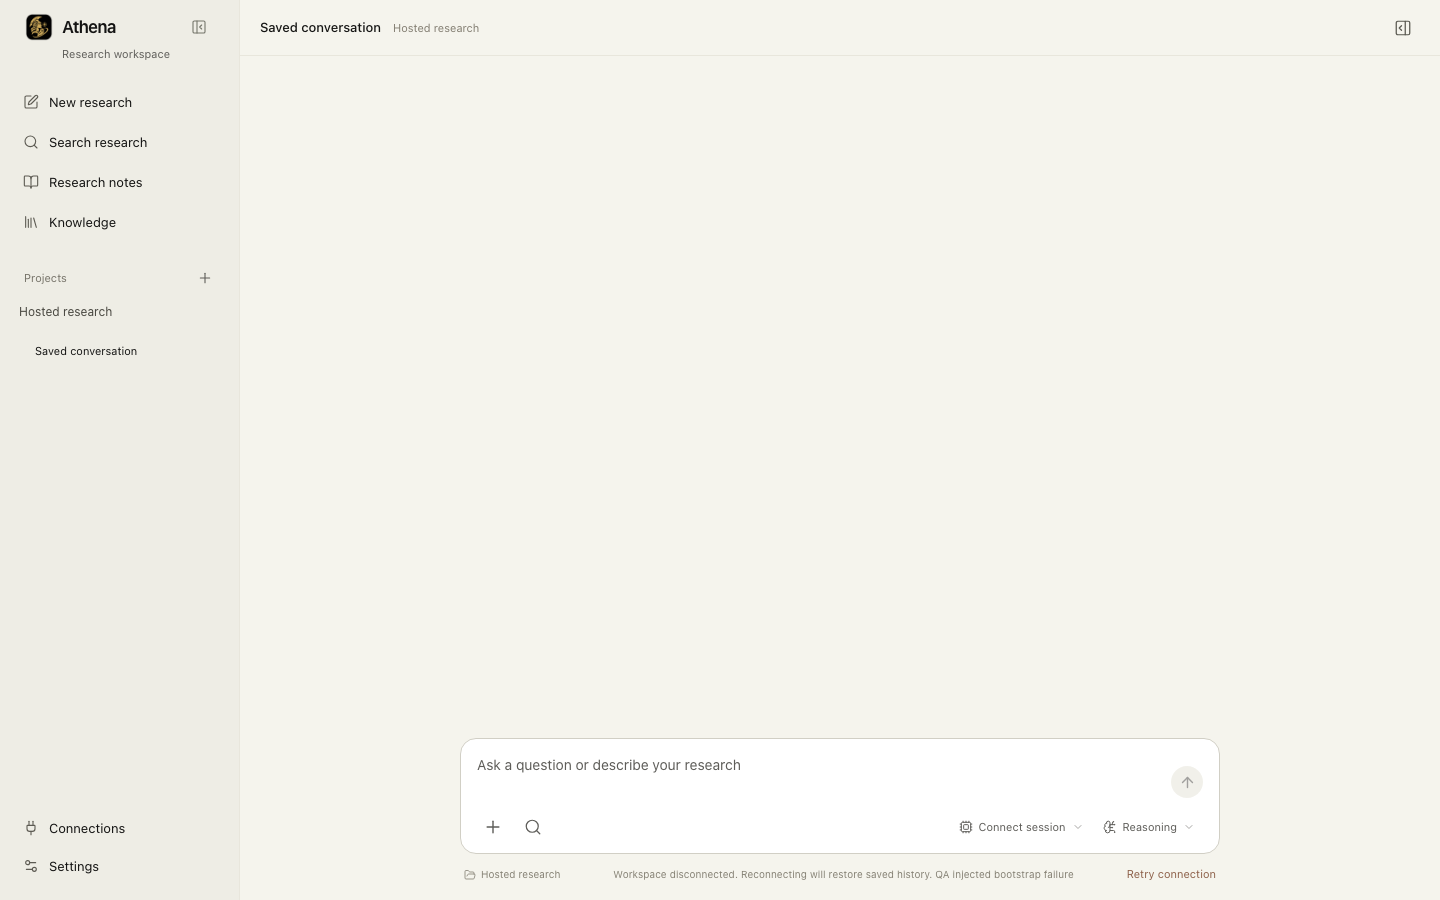 Athena
Research workspace
New research
Search research
Research notes
Knowledge
Projects
Hosted research
Saved conversation
Connections
Settings
Saved conversation Hosted research
Ask a question or describe your research
Connect session Reasoning
Hosted research Workspace disconnected. Reconnecting will restore saved history. QA injected bootstrap failure Retry connection